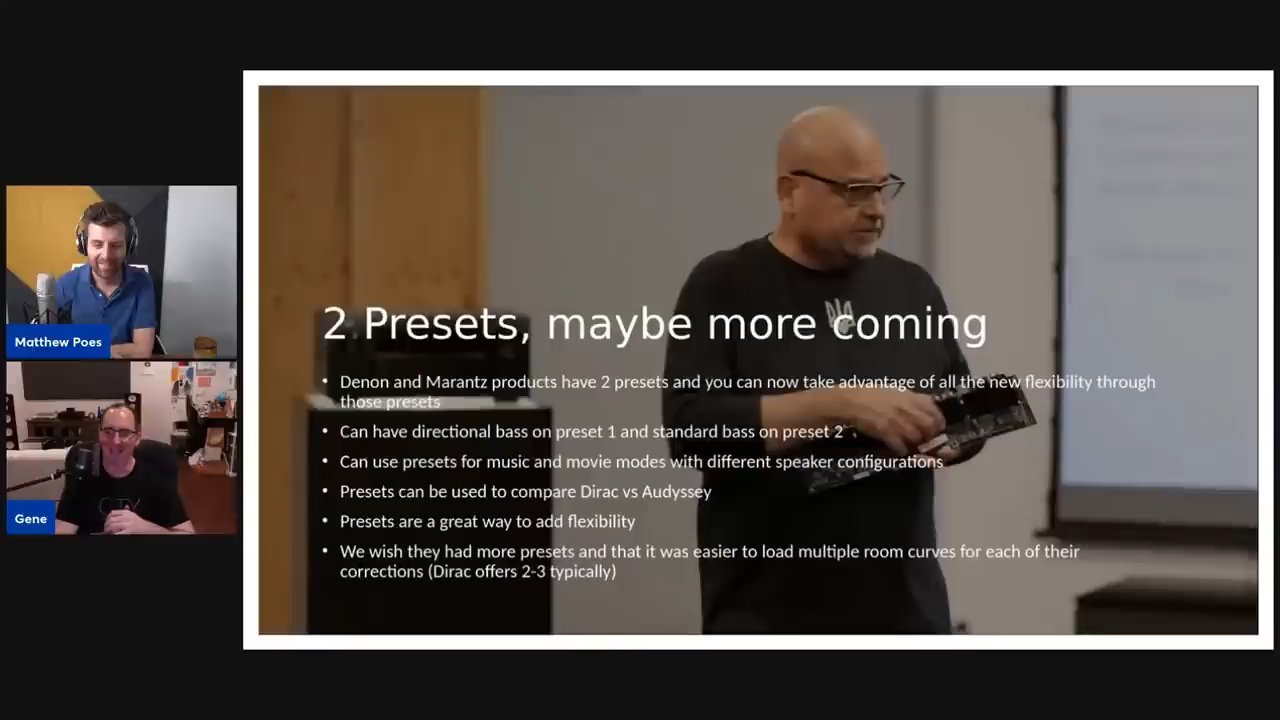 2 Presets, maybe more coming
• Denon and Marantz products have 2 presets and you can now take advantage of all the new flexibility through
those presets
• Can have directional bass on preset 1 and standard bass on preset 2
• Can use presets for music and movie modes with different speaker configurations
• Presets can be used to compare Dirac vs Audyssey
• Presets are a great way to add flexibility
• We wish they had more presets and that it was easier to load multiple room curves for each of their
corrections (Dirac offers 2-3 typically)
Matthew Poes
Gene